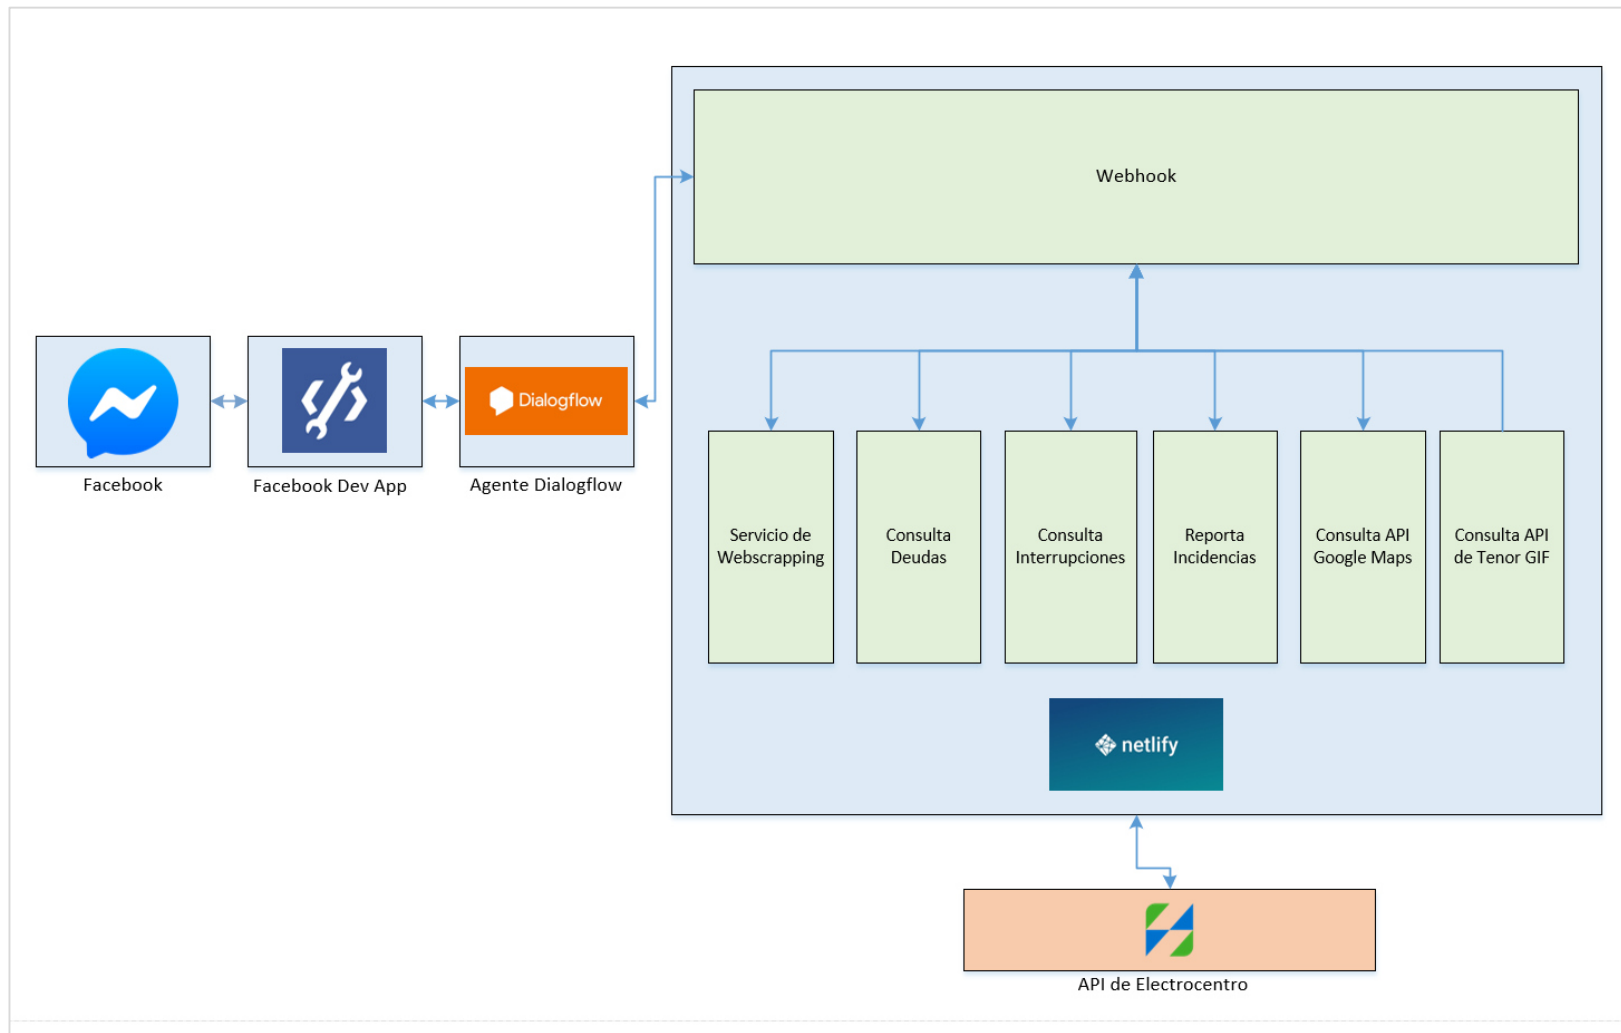 Webhook
Dialogflow
Facebook
Facebook Dev App
Agente Dialogflow
Servicio de
Webscrapping
Consulta
Deudas
Consulta
Interrupciones
Reporta
Incidencias
Consulta API
Google Maps
Consulta API
de Tenor GIF
netlify
API de Electrocentro